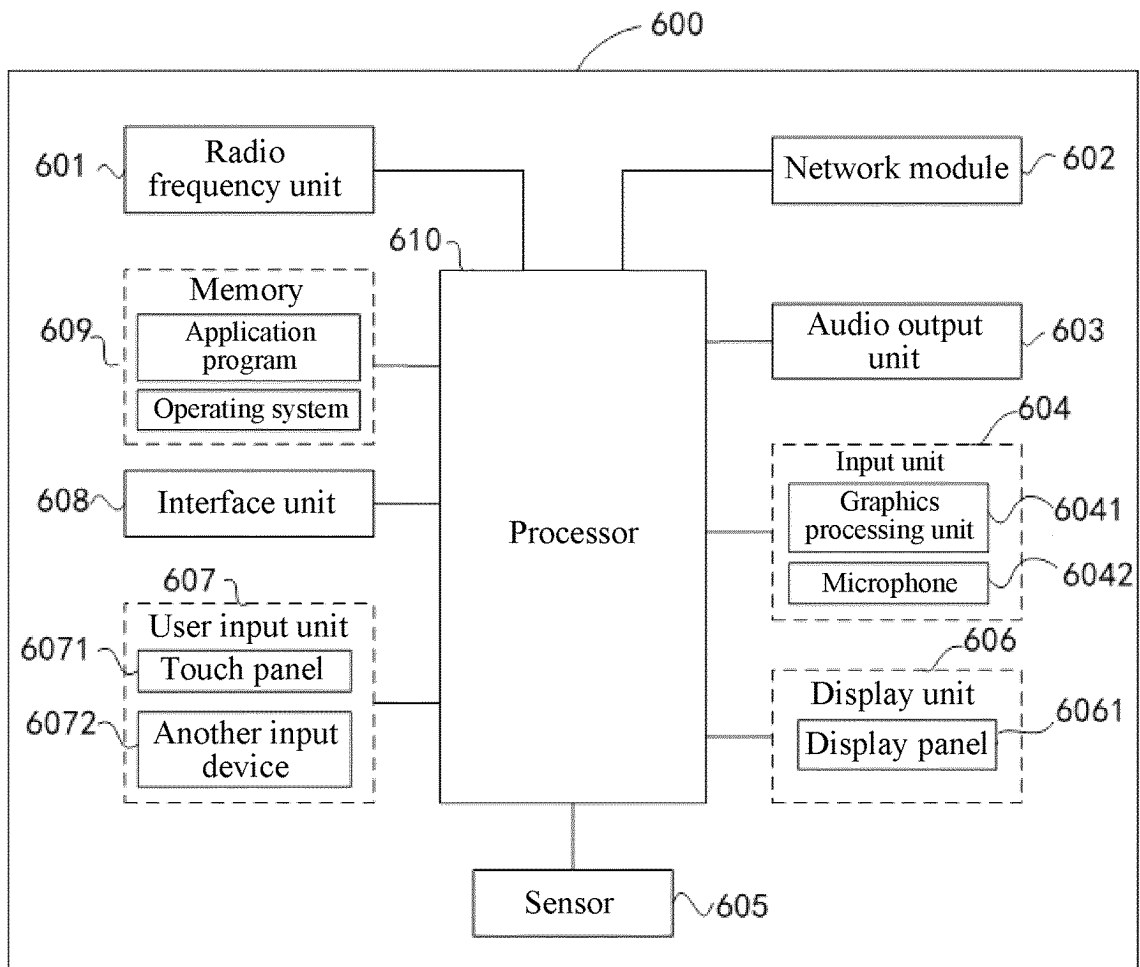 600
601
Radio
frequency unit
Network module
602
610
609
Memory
Application
program
Operating system
Audio output
unit
603
604
608
Interface unit
Processor
Input unit
Graphics
processing unit
6041
Microphone
6042
607
User input unit
6071
Touch panel
6072
Another input
device
606
Display unit
6061
Display panel
Sensor
605